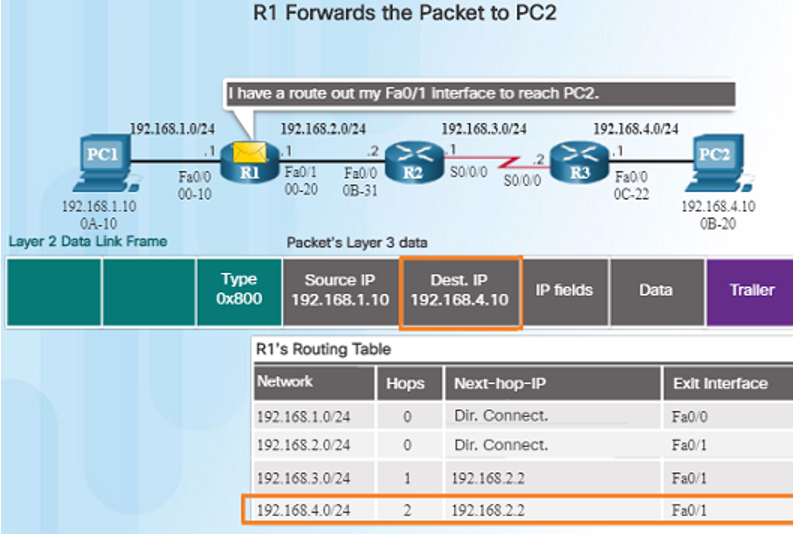 R1 Forwards the Packet to PC2
I have a route out my Fa0/1 interface to reach PC2.
192.168.1.0/24 192.168.2.0/24 192.168.3.0/24 192.168.4.0/24
PC1 .1 R1 .1 .2 R2 .1 .2 R3 .1 PC2
Fa0/0 Fa0/1 Fa0/0 S0/0/0 S0/0/0 Fa0/0
00-10 00-20 0B-31 0C-22
192.168.1.10 192.168.4.10
0A-10 0B-20
Layer 2 Data Link Frame Packet's Layer 3 data
Type Source IP Dest. IP IP fields Data Trailer
0x800 192.168.1.10 192.168.4.10
R1's Routing Table
Network Hops Next-hop-IP Exit Interface
192.168.1.0/24 0 Dir. Connect. Fa0/0
192.168.2.0/24 0 Dir. Connect. Fa0/1
192.168.3.0/24 1 192.168.2.2 Fa0/1
192.168.4.0/24 2 192.168.2.2 Fa0/1